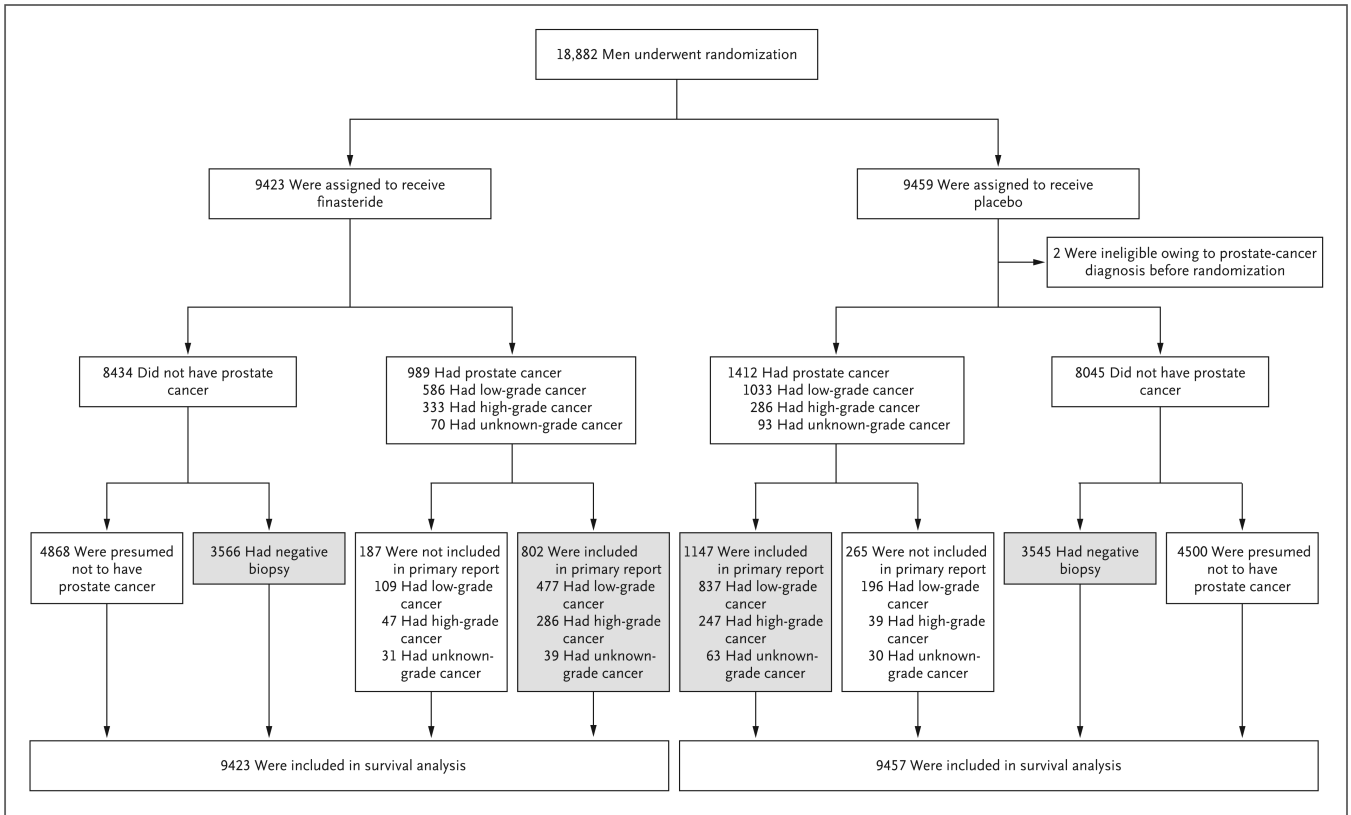 18,882 Men underwent randomization
9423 Were assigned to receive
finasteride
9459 Were assigned to receive
placebo
2 Were ineligible owing to prostate-cancer
diagnosis before randomization
8434 Did not have prostate
cancer
989 Had prostate cancer
586 Had low-grade cancer
333 Had high-grade cancer
70 Had unknown-grade cancer
1412 Had prostate cancer
1033 Had low-grade cancer
286 Had high-grade cancer
93 Had unknown-grade cancer
8045 Did not have prostate
cancer
4868 Were presumed
not to have
prostate cancer
3566 Had negative
biopsy
187 Were not included
in primary report
109 Had low-grade
cancer
47 Had high-grade
cancer
31 Had unknown-
grade cancer
802 Were included
in primary report
477 Had low-grade
cancer
286 Had high-grade
cancer
39 Had unknown-
grade cancer
1147 Were included
in primary report
837 Had low-grade
cancer
247 Had high-grade
cancer
63 Had unknown-
grade cancer
265 Were not included
in primary report
196 Had low-grade
cancer
39 Had high-grade
cancer
30 Had unknown-
grade cancer
3545 Had negative
biopsy
4500 Were presumed
not to have
prostate cancer
9423 Were included in survival analysis
9457 Were included in survival analysis